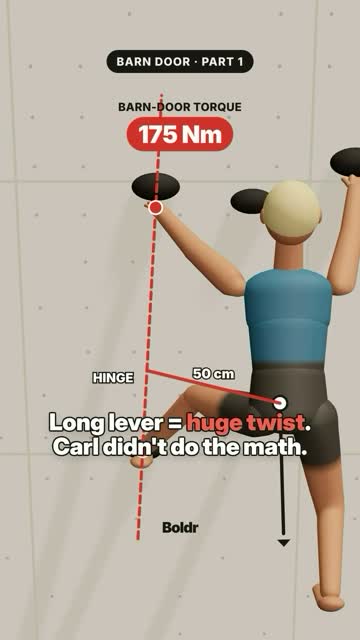 BARN DOOR · PART 1
BARN-DOOR TORQUE
175 Nm
50 cm
HINGE
Long lever = huge twist.
Carl didn't do the math.
Boldr